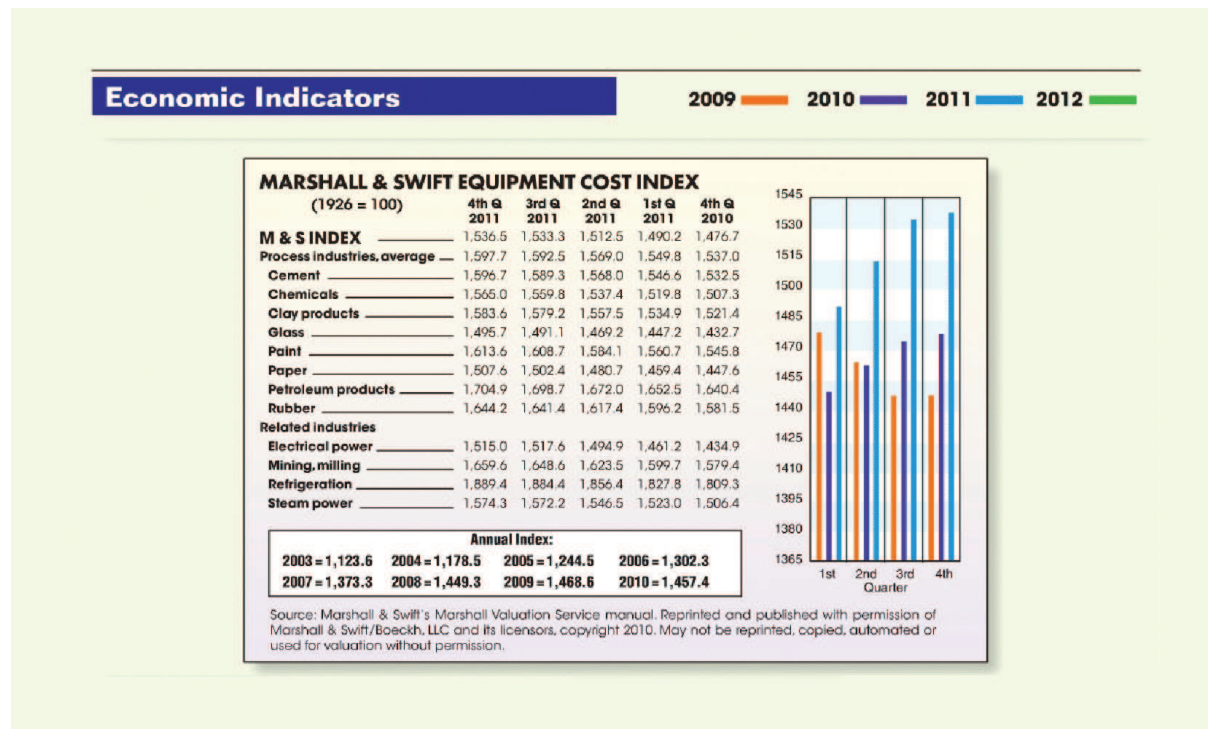 Economic Indicators
2009 2010 2011 2012
MARSHALL & SWIFT EQUIPMENT COST INDEX
(1926 = 100) 4th Q 3rd Q 2nd Q 1st Q 4th Q
2011 2011 2011 2011 2010
M & S INDEX 1,536.5 1,533.3 1,512.5 1,490.2 1,476.7
Process industries, average 1,597.7 1,592.5 1,569.0 1,549.8 1,537.0
Cement 1,596.7 1,589.3 1,568.0 1,546.6 1,532.5
Chemicals 1,565.0 1,559.8 1,537.4 1,519.8 1,507.3
Clay products 1,583.6 1,579.2 1,557.5 1,534.9 1,521.4
Glass 1,495.7 1,491.1 1,469.2 1,447.2 1,432.7
Paint 1,613.6 1,608.7 1,584.1 1,560.7 1,545.8
Paper 1,507.6 1,502.4 1,480.7 1,459.4 1,447.6
Petroleum products 1,704.9 1,698.7 1,672.0 1,652.5 1,640.4
Rubber 1,644.2 1,641.4 1,617.4 1,596.2 1,581.5
Related industries
Electrical power 1,515.0 1,517.6 1,494.9 1,461.2 1,434.9
Mining, milling 1,659.6 1,648.6 1,623.5 1,599.7 1,579.4
Refrigeration 1,889.4 1,884.4 1,856.4 1,827.8 1,809.3
Steam power 1,574.3 1,572.2 1,546.5 1,523.0 1,506.4
Annual Index:
2003 = 1,123.6 2004 = 1,178.5 2005 = 1,244.5 2006 = 1,302.3
2007 = 1,373.3 2008 = 1,449.3 2009 = 1,468.6 2010 = 1,457.4
Source: Marshall & Swift's Marshall Valuation Service manual. Reprinted and published with permission of
Marshall & Swift/Boeckh, LLC and its licensors, copyright 2010. May not be reprinted, copied, automated or
used for valuation without permission.
1545
1530
1515
1500
1485
1470
1455
1440
1425
1410
1395
1380
1365
1st 2nd 3rd 4th
Quarter